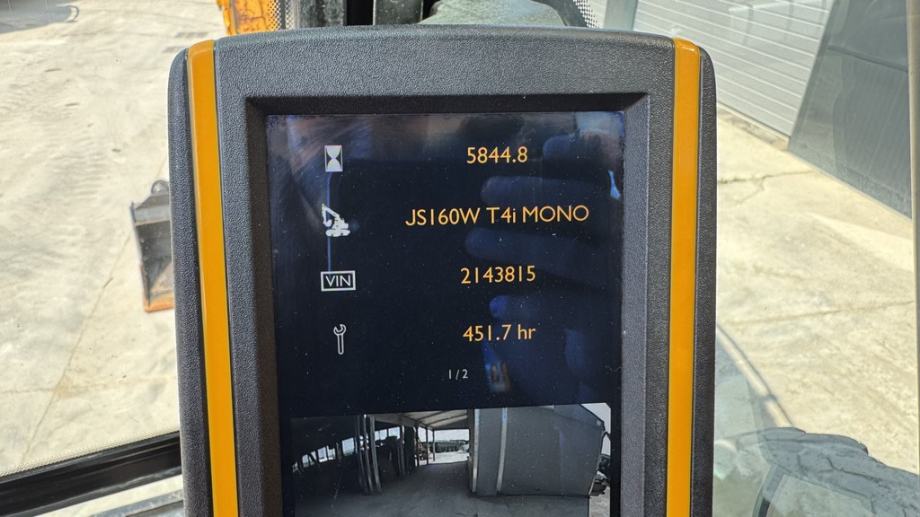 5844.8
JS160W T4i MONO
VIN
2143815
451.7 hr
1/2